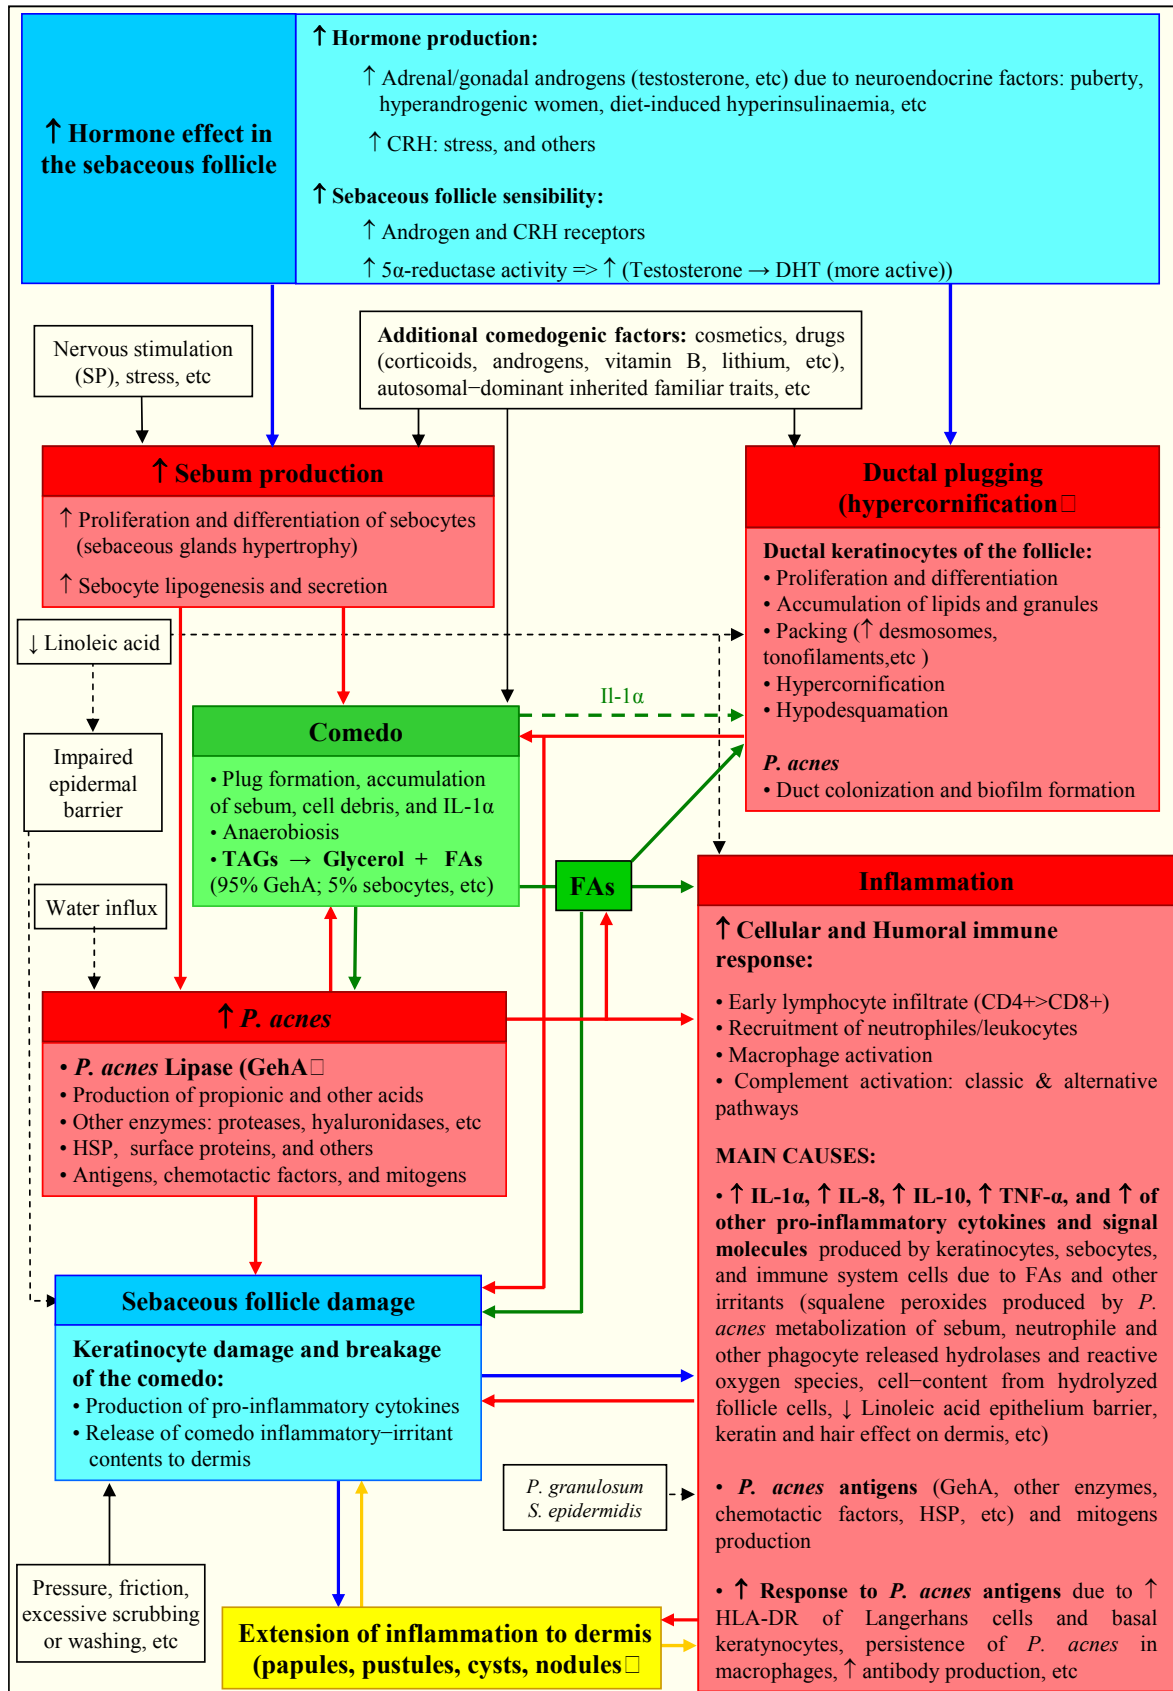 ↑ Hormone effect in
the sebaceous follicle
↑ Hormone production:
↑ Adrenal/gonadal androgens (testosterone, etc) due to neuroendocrine factors: puberty,
hyperandrogenic women, diet-induced hyperinsulinaemia, etc
↑ CRH: stress, and others
↑ Sebaceous follicle sensibility:
↑ Androgen and CRH receptors
↑ 5α-reductase activity => ↑ (Testosterone → DHT (more active))
Nervous stimulation
(SP), stress, etc
Additional comedogenic factors: cosmetics, drugs
(corticoids, androgens, vitamin B, lithium, etc),
autosomal−dominant inherited familiar traits, etc
↑ Sebum production
↑ Proliferation and differentiation of sebocytes
(sebaceous glands hypertrophy)
↑ Sebocyte lipogenesis and secretion
Ductal plugging
(hypercornification□
Ductal keratinocytes of the follicle:
• Proliferation and differentiation
• Accumulation of lipids and granules
• Packing (↑ desmosomes,
tonofilaments,etc )
• Hypercornification
• Hypodesquamation
P. acnes
• Duct colonization and biofilm formation
↓ Linoleic acid
Impaired
epidermal
barrier
Il-1α
Comedo
• Plug formation, accumulation
of sebum, cell debris, and IL-1α
• Anaerobiosis
• TAGs → Glycerol + FAs
(95% GehA; 5% sebocytes, etc)
FAs
Water influx
↑ P. acnes
• P. acnes Lipase (GehA□
• Production of propionic and other acids
• Other enzymes: proteases, hyaluronidases, etc
• HSP, surface proteins, and others
• Antigens, chemotactic factors, and mitogens
Inflammation
↑ Cellular and Humoral immune
response:
• Early lymphocyte infiltrate (CD4+>CD8+)
• Recruitment of neutrophiles/leukocytes
• Macrophage activation
• Complement activation: classic & alternative
pathways
MAIN CAUSES:
• ↑ IL-1α, ↑ IL-8, ↑ IL-10, ↑ TNF-α, and ↑ of
other pro-inflammatory cytokines and signal
molecules produced by keratinocytes, sebocytes,
and immune system cells due to FAs and other
irritants (squalene peroxides produced by P.
acnes metabolization of sebum, neutrophile and
other phagocyte released hydrolases and reactive
oxygen species, cell−content from hydrolyzed
follicle cells, ↓ Linoleic acid epithelium barrier,
keratin and hair effect on dermis, etc)
• P. acnes antigens (GehA, other enzymes,
chemotactic factors, HSP, etc) and mitogens
production
• ↑ Response to P. acnes antigens due to ↑
HLA-DR of Langerhans cells and basal
keratynocytes, persistence of P. acnes in
macrophages, ↑ antibody production, etc
Sebaceous follicle damage
Keratinocyte damage and breakage
of the comedo:
• Production of pro-inflammatory cytokines
• Release of comedo inflammatory−irritant
contents to dermis
P. granulosum
S. epidermidis
Pressure, friction,
excessive scrubbing
or washing, etc
Extension of inflammation to dermis
(papules, pustules, cysts, nodules□